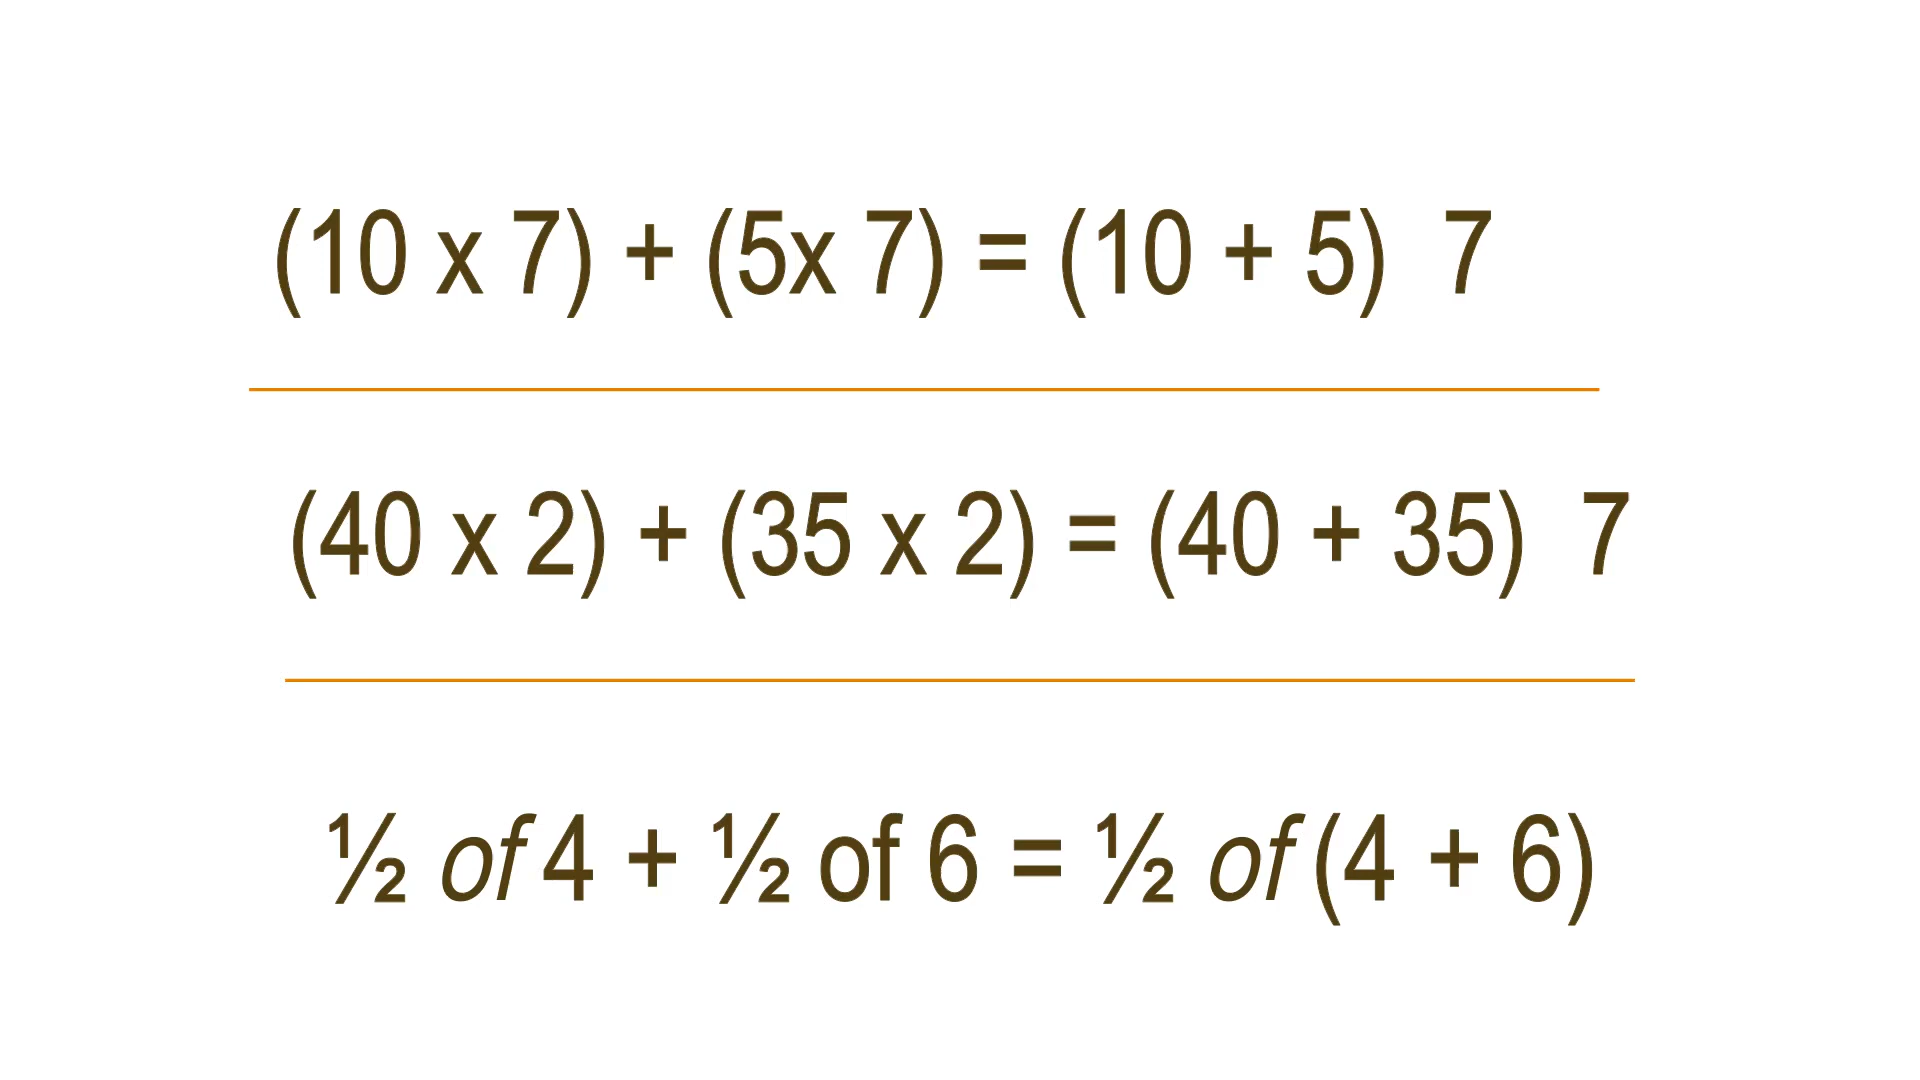 (10 x 7) + (5x 7) = (10 + 5)  7
(40 x 2) + (35 x 2) = (40 + 35)  7
½ of 4 + ½ of 6 = ½ of (4 + 6)